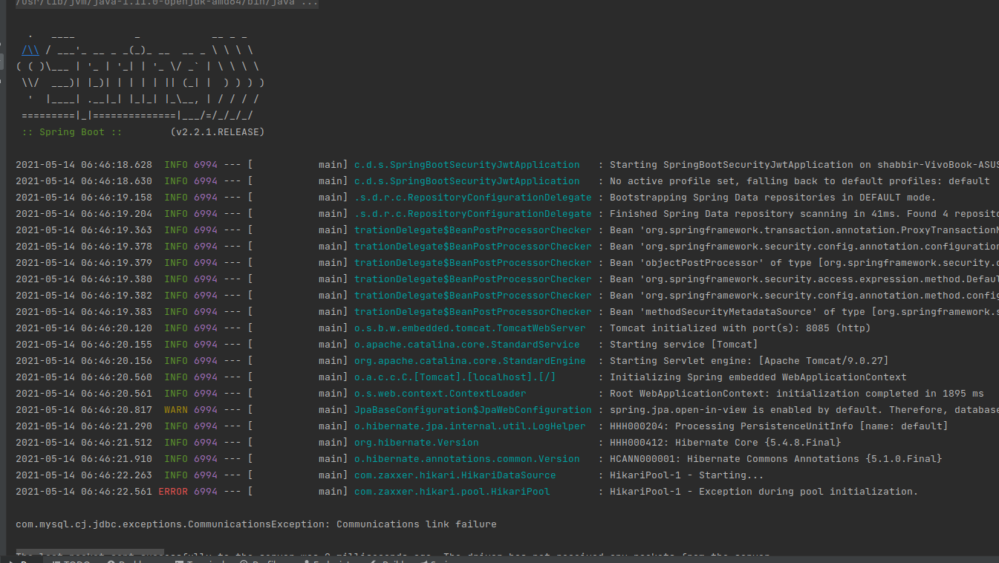 /usr/lib/jvm/java-1.11.0-openjdk-amd64/bin/java ...
  .   ____          _            __ _ _
 /\\ / ___'_ __ _ _(_)_ __  __ _ \ \ \ \
( ( )\___ | '_ | '_| | '_ \/ _` | \ \ \ \
 \\/  ___)| |_)| | | | | || (_| |  ) ) ) )
  '  |____| .__|_| |_|_| |_\__, | / / / /
 =========|_|==============|___/=/_/_/_/
 :: Spring Boot ::        (v2.2.1.RELEASE)
2021-05-14 06:46:18.628  INFO 6994 --- [           main] c.d.s.SpringBootSecurityJwtApplication   : Starting SpringBootSecurityJwtApplication on shabbir-VivoBook-ASUS
2021-05-14 06:46:18.630  INFO 6994 --- [           main] c.d.s.SpringBootSecurityJwtApplication   : No active profile set, falling back to default profiles: default
2021-05-14 06:46:19.158  INFO 6994 --- [           main] .s.d.r.c.RepositoryConfigurationDelegate : Bootstrapping Spring Data repositories in DEFAULT mode.
2021-05-14 06:46:19.204  INFO 6994 --- [           main] .s.d.r.c.RepositoryConfigurationDelegate : Finished Spring Data repository scanning in 41ms. Found 4 reposito
2021-05-14 06:46:19.363  INFO 6994 --- [           main] trationDelegate$BeanPostProcessorChecker : Bean 'org.springframework.transaction.annotation.ProxyTransactionM
2021-05-14 06:46:19.378  INFO 6994 --- [           main] trationDelegate$BeanPostProcessorChecker : Bean 'org.springframework.security.config.annotation.configuration
2021-05-14 06:46:19.379  INFO 6994 --- [           main] trationDelegate$BeanPostProcessorChecker : Bean 'objectPostProcessor' of type [org.springframework.security.c
2021-05-14 06:46:19.380  INFO 6994 --- [           main] trationDelegate$BeanPostProcessorChecker : Bean 'org.springframework.security.access.expression.method.Defaul
2021-05-14 06:46:19.382  INFO 6994 --- [           main] trationDelegate$BeanPostProcessorChecker : Bean 'org.springframework.security.config.annotation.method.config
2021-05-14 06:46:19.383  INFO 6994 --- [           main] trationDelegate$BeanPostProcessorChecker : Bean 'methodSecurityMetadataSource' of type [org.springframework.s
2021-05-14 06:46:20.120  INFO 6994 --- [           main] o.s.b.w.embedded.tomcat.TomcatWebServer  : Tomcat initialized with port(s): 8085 (http)
2021-05-14 06:46:20.155  INFO 6994 --- [           main] o.apache.catalina.core.StandardService   : Starting service [Tomcat]
2021-05-14 06:46:20.156  INFO 6994 --- [           main] org.apache.catalina.core.StandardEngine  : Starting Servlet engine: [Apache Tomcat/9.0.27]
2021-05-14 06:46:20.560  INFO 6994 --- [           main] o.a.c.c.C.[Tomcat].[localhost].[/]       : Initializing Spring embedded WebApplicationContext
2021-05-14 06:46:20.561  INFO 6994 --- [           main] o.s.web.context.ContextLoader            : Root WebApplicationContext: initialization completed in 1895 ms
2021-05-14 06:46:20.817  WARN 6994 --- [           main] JpaBaseConfiguration$JpaWebConfiguration : spring.jpa.open-in-view is enabled by default. Therefore, database
2021-05-14 06:46:21.290  INFO 6994 --- [           main] o.hibernate.jpa.internal.util.LogHelper  : HHH000204: Processing PersistenceUnitInfo [name: default]
2021-05-14 06:46:21.512  INFO 6994 --- [           main] org.hibernate.Version                    : HHH000412: Hibernate Core {5.4.8.Final}
2021-05-14 06:46:21.910  INFO 6994 --- [           main] o.hibernate.annotations.common.Version   : HCANN000001: Hibernate Commons Annotations {5.1.0.Final}
2021-05-14 06:46:22.263  INFO 6994 --- [           main] com.zaxxer.hikari.HikariDataSource       : HikariPool-1 - Starting...
2021-05-14 06:46:22.561 ERROR 6994 --- [           main] com.zaxxer.hikari.pool.HikariPool        : HikariPool-1 - Exception during pool initialization.
com.mysql.cj.jdbc.exceptions.CommunicationsException: Communications link failure
The last packet sent successfully to the server was 0 milliseconds ago. The driver has not received any packets from the server.